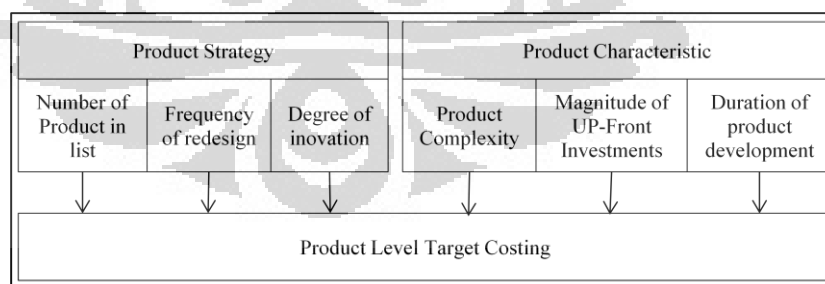 Product Strategy
Product Characteristic
Number of
Product in
list
Frequency
of redesign
Degree of
inovation
Product
Complexity
Magnitude of
UP-Front
Investments
Duration of
product
development
Product Level Target Costing